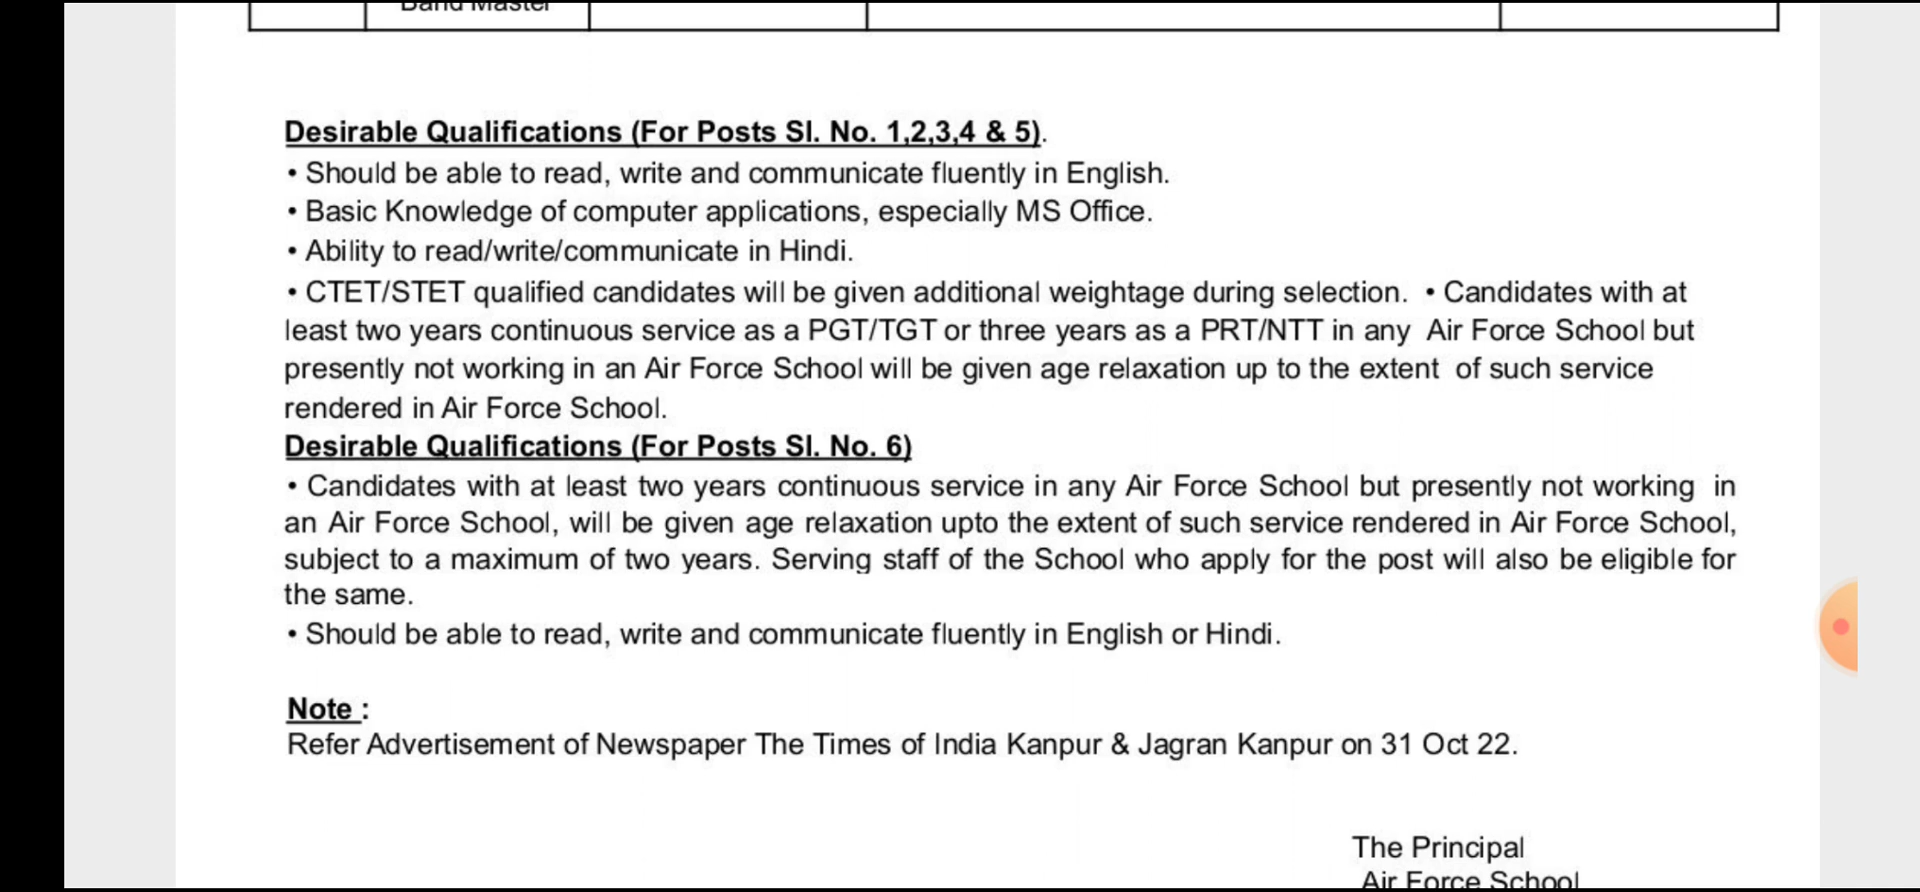 Band Master
Desirable Qualifications (For Posts Sl. No. 1,2,3,4 & 5).
• Should be able to read, write and communicate fluently in English.
• Basic Knowledge of computer applications, especially MS Office.
• Ability to read/write/communicate in Hindi.
• CTET/STET qualified candidates will be given additional weightage during selection. • Candidates with at
least two years continuous service as a PGT/TGT or three years as a PRT/NTT in any Air Force School but
presently not working in an Air Force School will be given age relaxation up to the extent of such service
rendered in Air Force School.
Desirable Qualifications (For Posts Sl. No. 6)
• Candidates with at least two years continuous service in any Air Force School but presently not working in
an Air Force School, will be given age relaxation upto the extent of such service rendered in Air Force School,
subject to a maximum of two years. Serving staff of the School who apply for the post will also be eligible for
the same.
• Should be able to read, write and communicate fluently in English or Hindi.
Note :
Refer Advertisement of Newspaper The Times of India Kanpur & Jagran Kanpur on 31 Oct 22.
The Principal
Air Force School